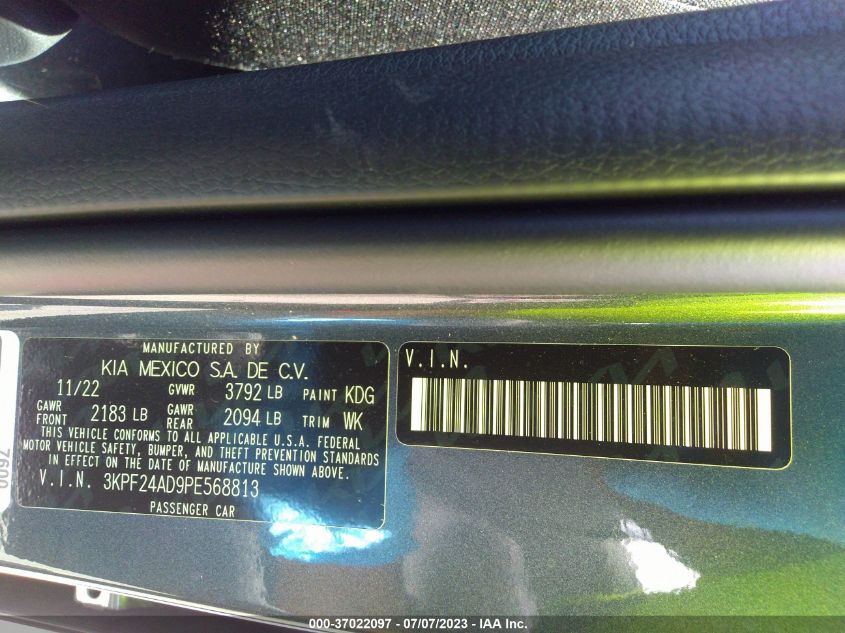 MANUFACTURED BY
KIA MEXICO S.A. DE C.V.
11/22 GVWR 3792 LB PAINT KDG
GAWR FRONT 2183 LB GAWR REAR 2094 LB TRIM WK
THIS VEHICLE CONFORMS TO ALL APPLICABLE U.S.A. FEDERAL
MOTOR VEHICLE SAFETY, BUMPER, AND THEFT PREVENTION STANDARDS
IN EFFECT ON THE DATE OF MANUFACTURE SHOWN ABOVE.
V.I.N. 3KPF24AD9PE568813
PASSENGER CAR
V.I.N.
0092
000-37022097 - 07/07/2023 - IAA Inc.